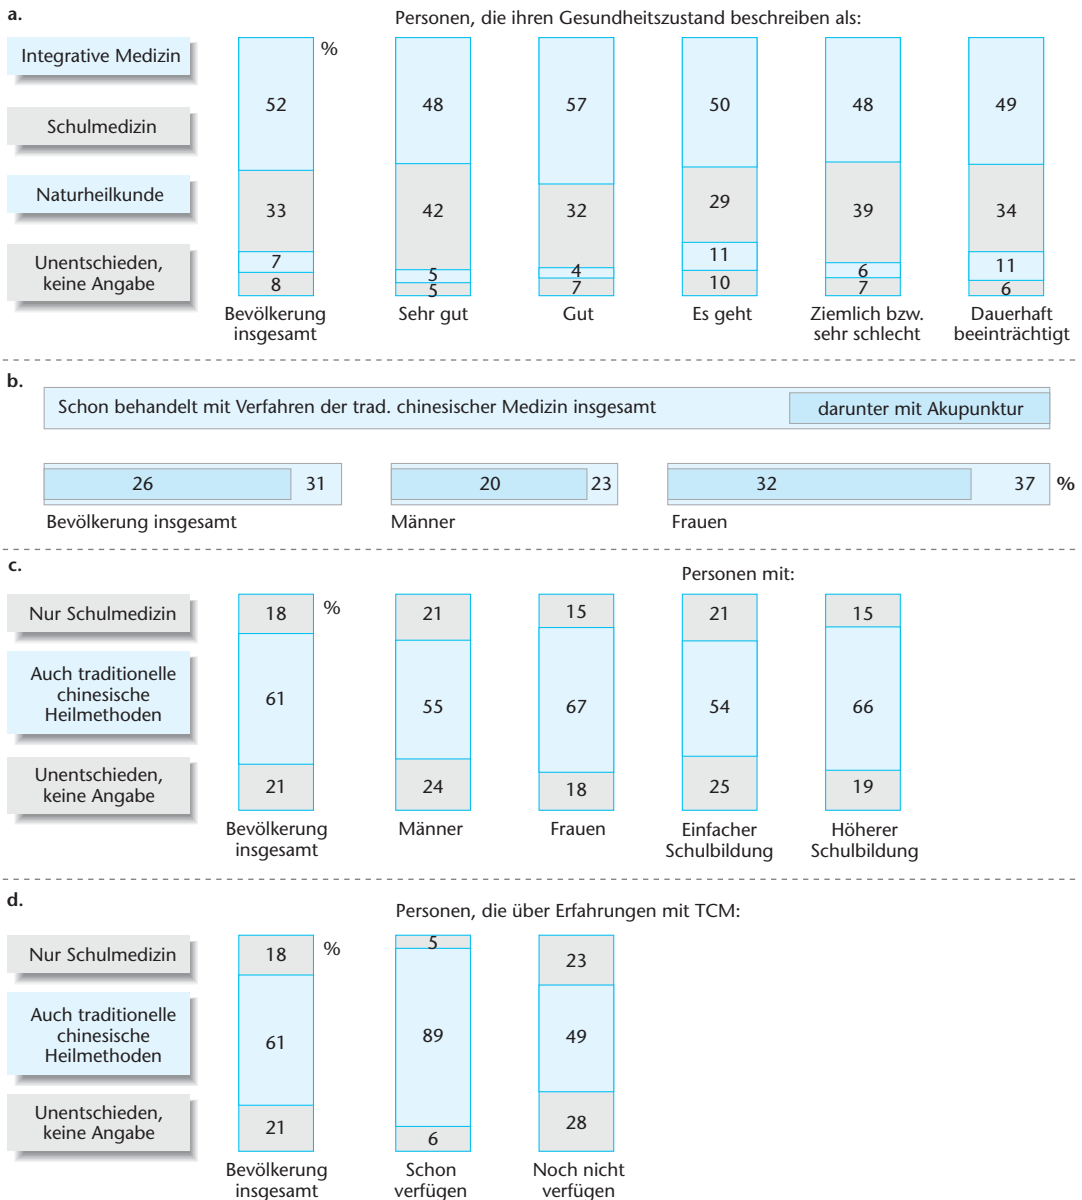 a.
Personen, die ihren Gesundheitszustand beschreiben als:
Integrative Medizin
Schulmedizin
Naturheilkunde
Unentschieden,
keine Angabe
%
52
33
7
8
Bevölkerung
insgesamt
48
42
5
5
Sehr gut
57
32
4
7
Gut
50
29
11
10
Es geht
48
39
6
7
Ziemlich bzw.
sehr schlecht
49
34
11
6
Dauerhaft
beeinträchtigt
b.
Schon behandelt mit Verfahren der trad. chinesischer Medizin insgesamt
darunter mit Akupunktur
26 31
Bevölkerung insgesamt
20 23
Männer
32 37 %
Frauen
c.
Personen mit:
Nur Schulmedizin
Auch traditionelle
chinesische
Heilmethoden
Unentschieden,
keine Angabe
%
18
61
21
Bevölkerung
insgesamt
21
55
24
Männer
15
67
18
Frauen
21
54
25
Einfacher
Schulbildung
15
66
19
Höherer
Schulbildung
d.
Personen, die über Erfahrungen mit TCM:
Nur Schulmedizin
Auch traditionelle
chinesische
Heilmethoden
Unentschieden,
keine Angabe
%
18
61
21
Bevölkerung
insgesamt
5
89
6
Schon
verfügen
23
49
28
Noch nicht
verfügen